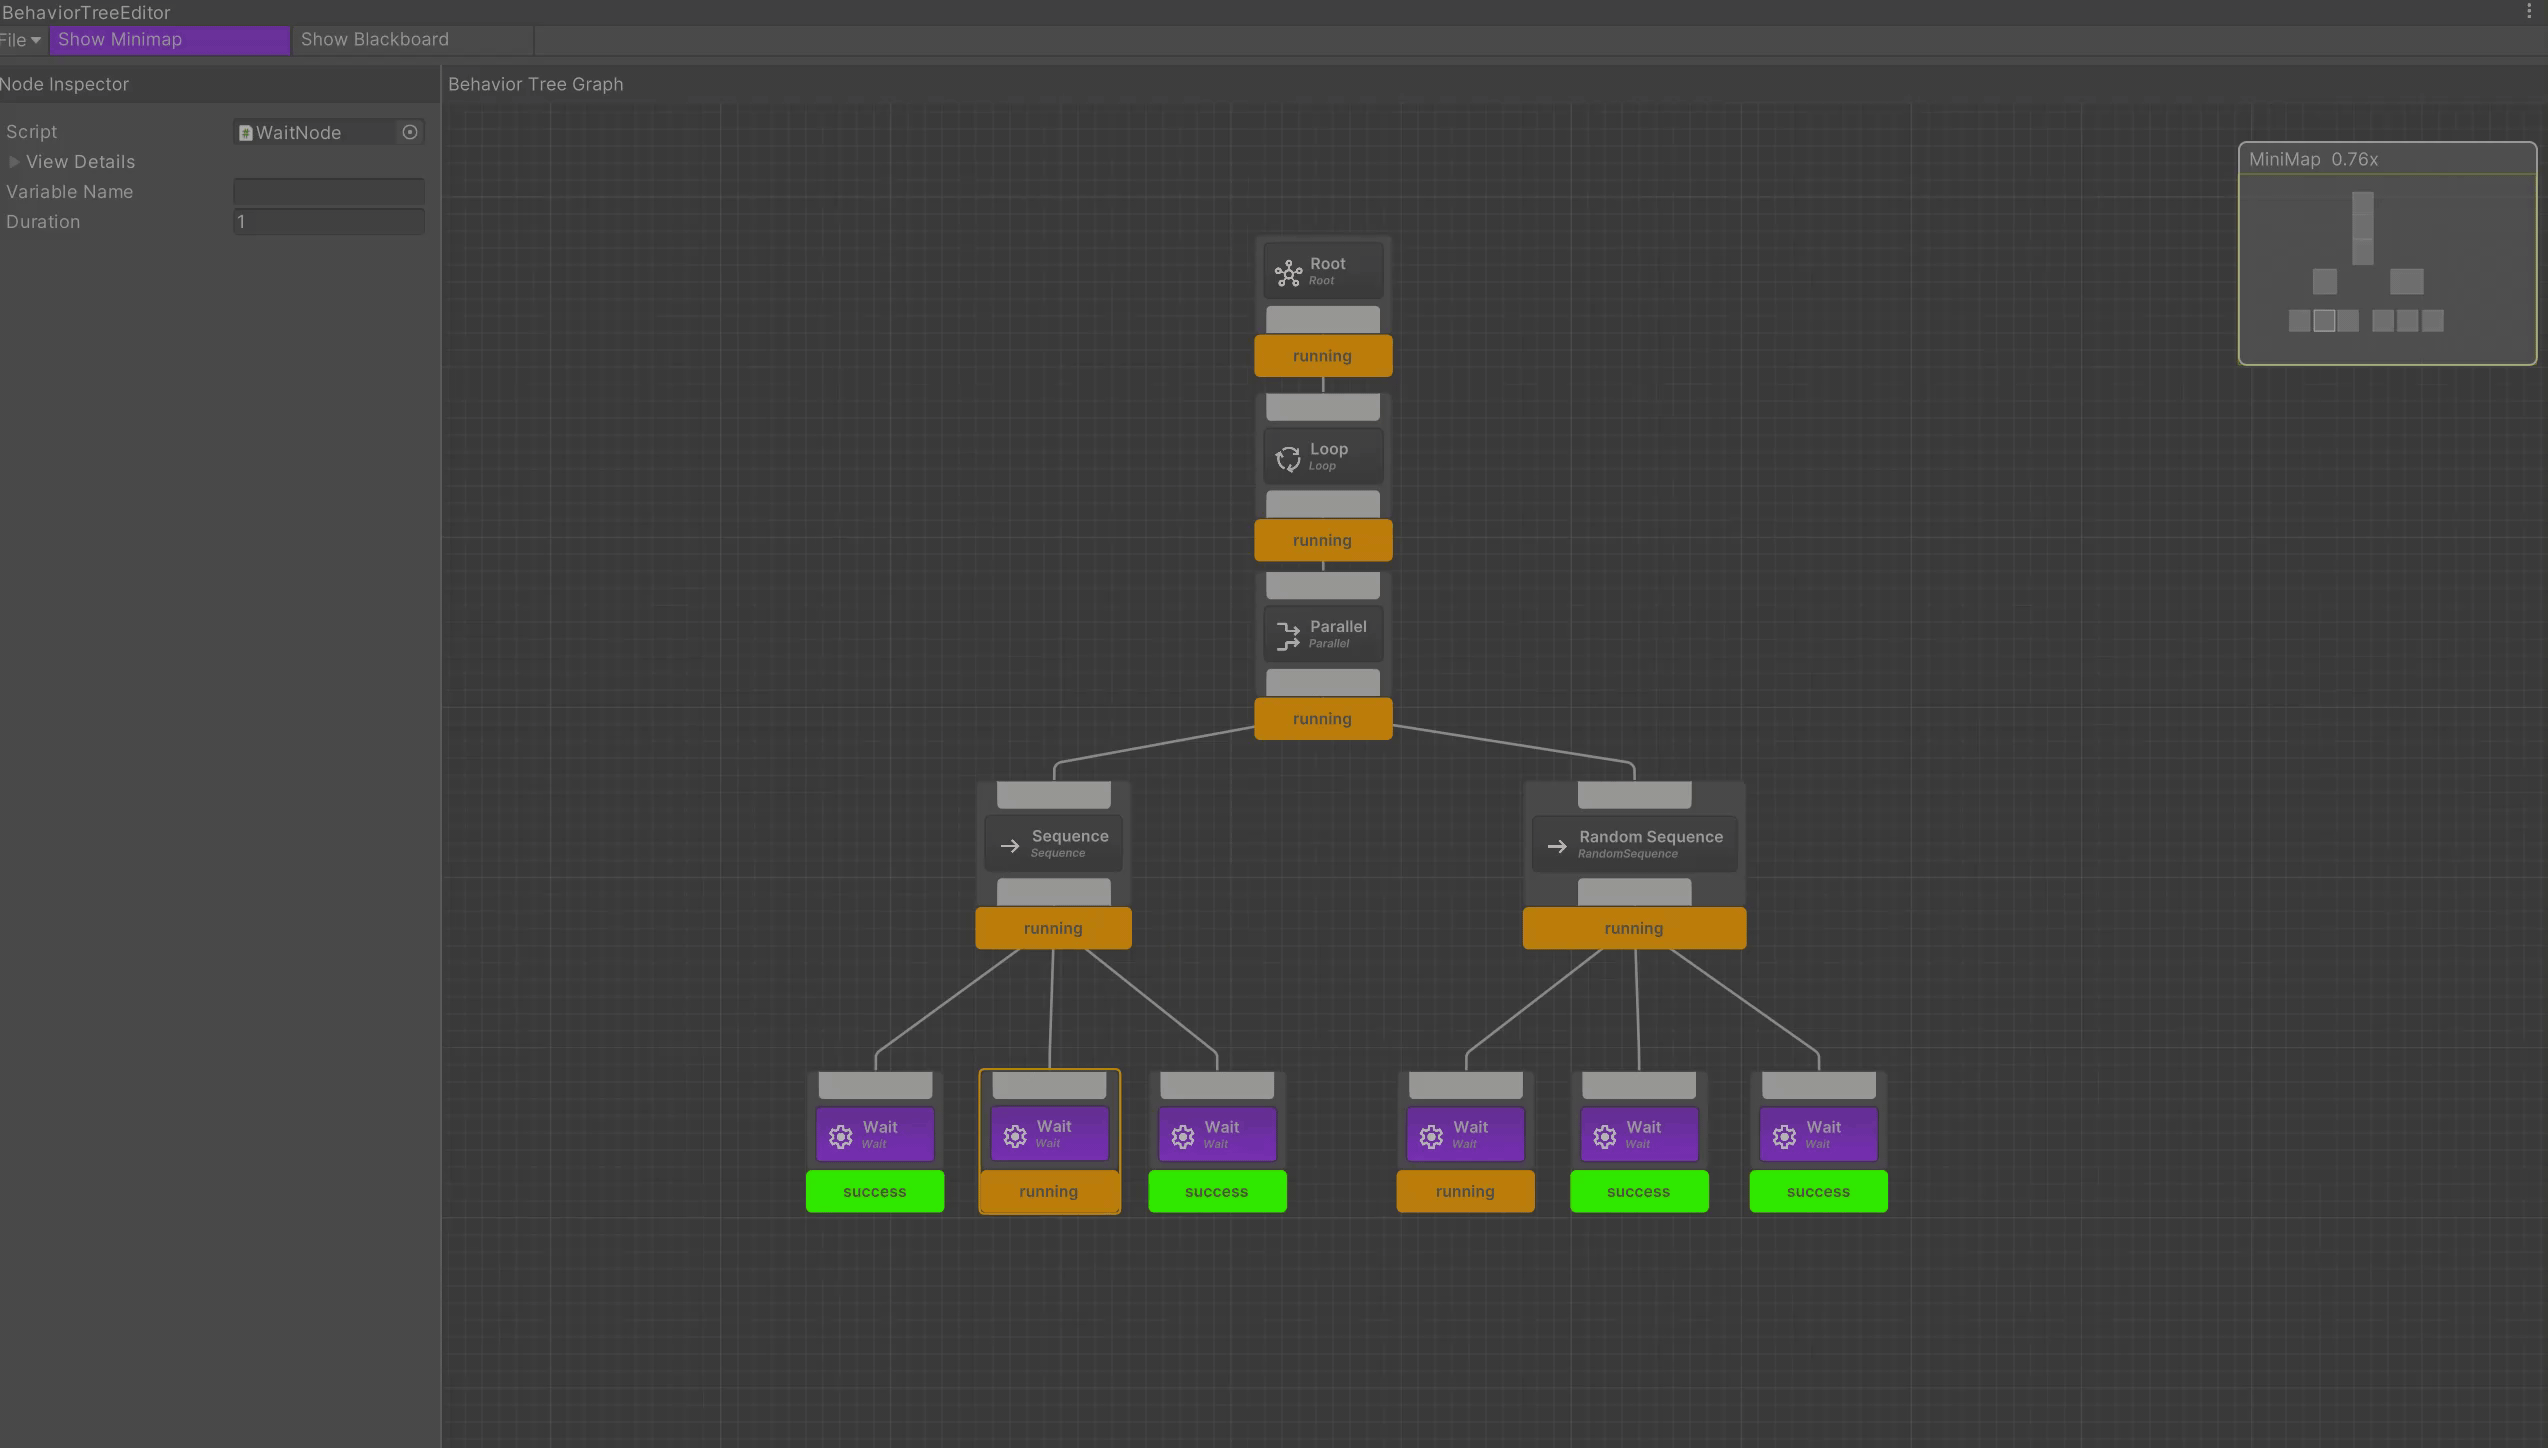 BehaviorTreeEditor
File
Show Minimap
Show Blackboard
Node Inspector
Behavior Tree Graph
Script
WaitNode
View Details
Variable Name
Duration
1
MiniMap 0.76x
Root
Root
running
Loop
Loop
running
Parallel
Parallel
running
Sequence
Sequence
running
Random Sequence
RandomSequence
running
Wait
Wait
success
Wait
Wait
running
Wait
Wait
success
Wait
Wait
running
Wait
Wait
success
Wait
Wait
success